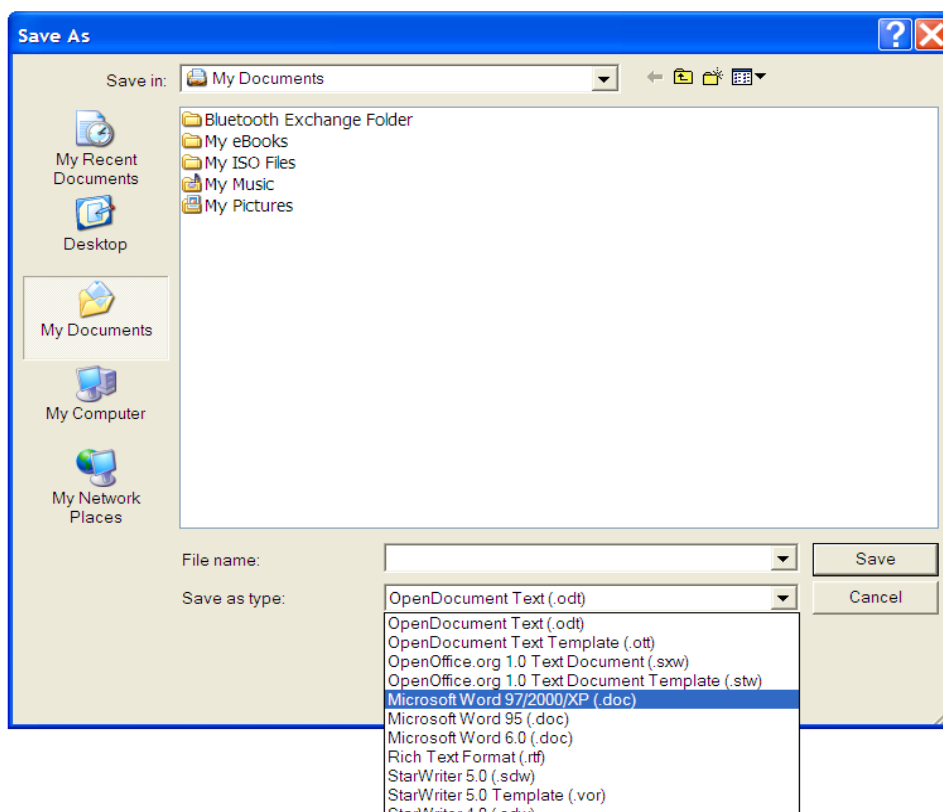 Save As
?
Save in:
My Documents
Bluetooth Exchange Folder
My eBooks
My ISO Files
My Music
My Pictures
My Recent
Documents
Desktop
My Documents
My Computer
My Network
Places
File name:
Save
Save as type:
OpenDocument Text (.odt)
Cancel
OpenDocument Text (.odt)
OpenDocument Text Template (.ott)
OpenOffice.org 1.0 Text Document (.sxw)
OpenOffice.org 1.0 Text Document Template (.stw)
Microsoft Word 97/2000/XP (.doc)
Microsoft Word 95 (.doc)
Microsoft Word 6.0 (.doc)
Rich Text Format (.rtf)
StarWriter 5.0 (.sdw)
StarWriter 5.0 Template (.vor)
StarWriter 4.0 (.sdw)